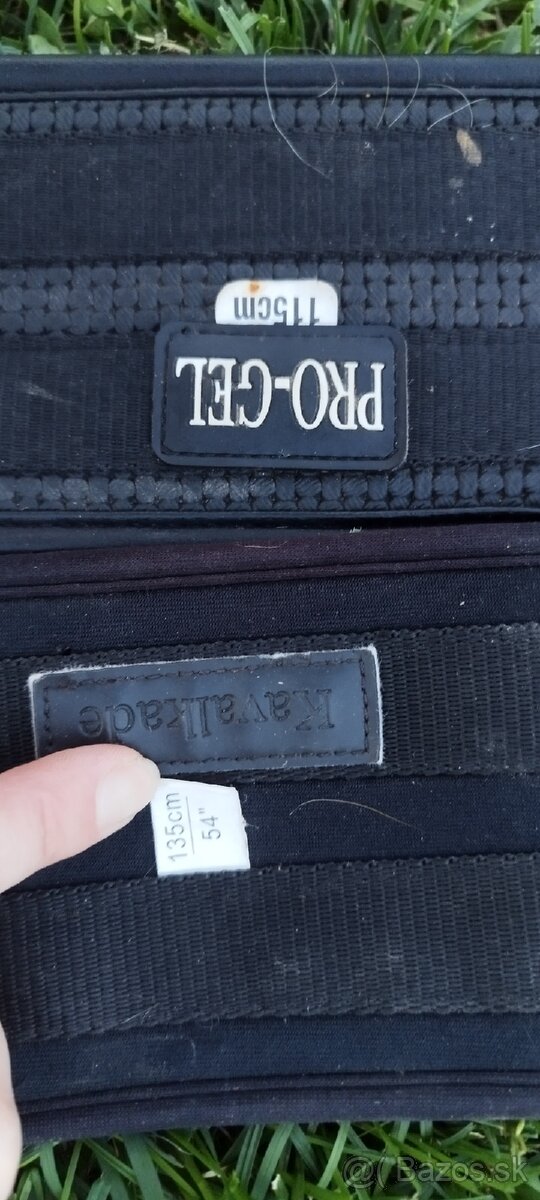 115cm
PRO-GEL
Kavalkade
135cm
54"
@ Bazos.sk